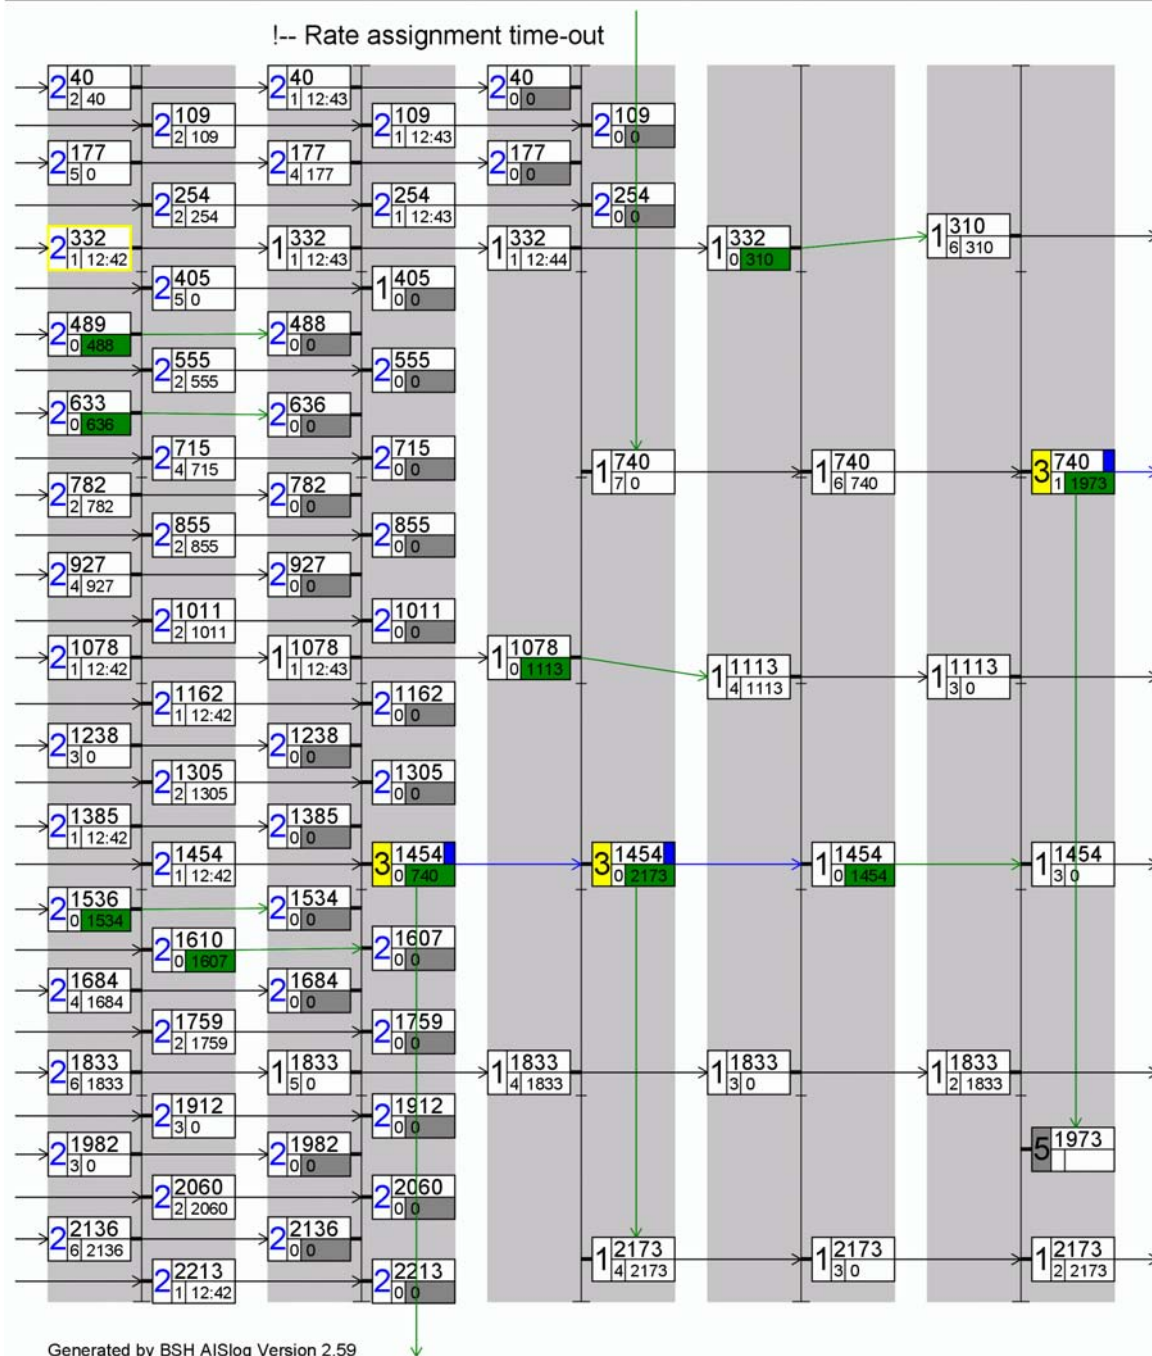 !-- Rate assignment time-out
2 40 2 40 2 40
2 40 1 12:43 0 0
2 109 2 109 2 109
2 109 1 12:43 0 0
2 177 2 177 2 177
5 0 4 177 0 0
2 254 2 254 2 254
2 254 1 12:43 0 0
2 332 1 332 1 332 1 332 1 310
1 12:42 1 12:43 1 12:44 0 310 6 310
2 405 1 405
5 0 0 0
2 489 2 488
0 488 0 0
2 555 2 555
2 555 0 0
2 633 2 636
0 636 0 0
2 715 2 715 1 740 1 740 3 740
4 715 0 0 7 0 6 740 1 1973
2 782 2 782
2 782 0 0
2 855 2 855
2 855 0 0
2 927 2 927
4 927 0 0
2 1011 2 1011
2 1011 0 0
2 1078 1 1078 1 1078 1 1113 1 1113
1 12:42 1 12:43 0 1113 4 1113 3 0
2 1162 2 1162
1 12:42 0 0
2 1238 2 1238
3 0 0 0
2 1305 2 1305
2 1305 0 0
2 1385 2 1385
1 12:42 0 0
2 1454 3 1454 3 1454 1 1454 1 1454
1 12:42 0 740 0 2173 0 1454 3 0
2 1536 2 1534
0 1534 0 0
2 1610 2 1607
0 1607 0 0
2 1684 2 1684
4 1684 0 0
2 1759 2 1759
2 1759 0 0
2 1833 1 1833 1 1833 1 1833 1 1833
6 1833 5 0 4 1833 3 0 2 1833
2 1912 2 1912
3 0 0 0
2 1982 2 1982 5 1973
3 0 0 0
2 2060 2 2060
2 2060 0 0
2 2136 2 2136 1 2173 1 2173 1 2173
6 2136 0 0 4 2173 3 0 2 2173
2 2213 2 2213
1 12:42 0 0
Generated by BSH AISlog Version 2.59